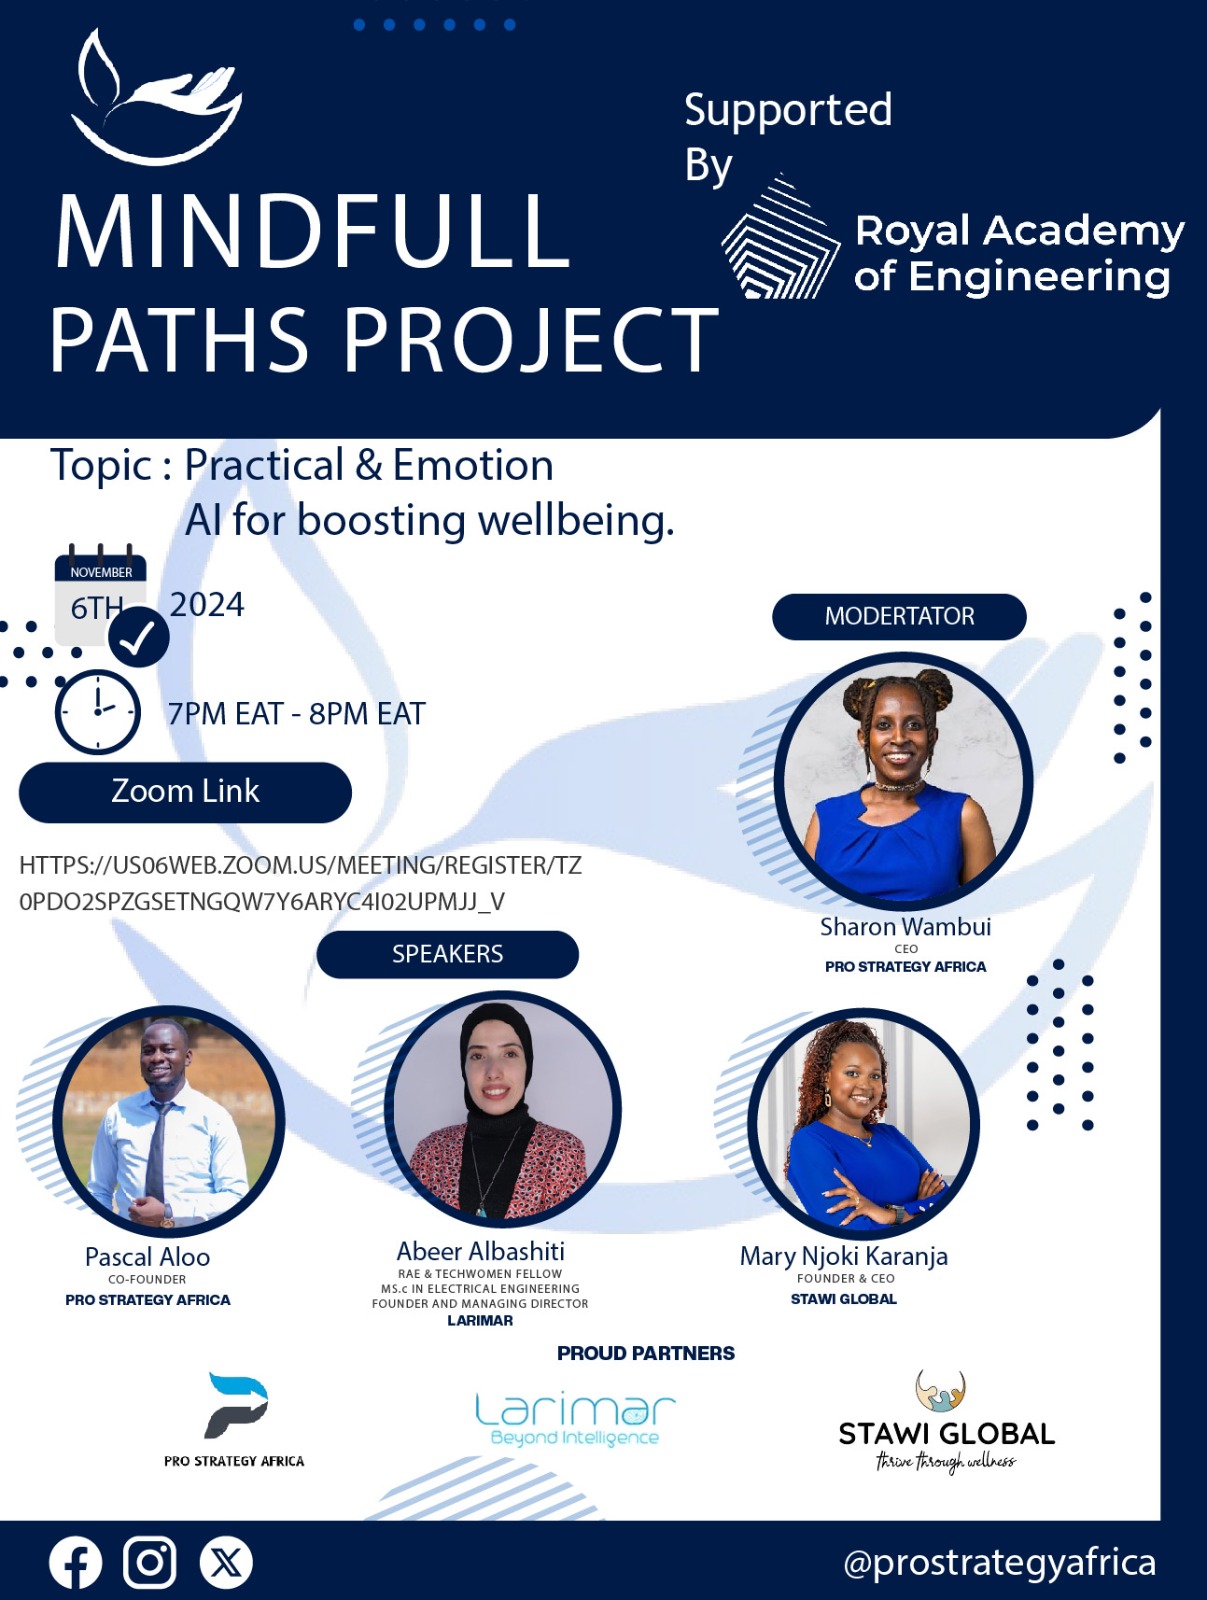 Supported
By
Royal Academy
of Engineering
MINDFULL
PATHS PROJECT
Topic : Practical & Emotion
AI for boosting wellbeing.
NOVEMBER
6TH
2024
7PM EAT - 8PM EAT
Zoom Link
HTTPS://US06WEB.ZOOM.US/MEETING/REGISTER/TZ
0PDO2SPZGSETNGQW7Y6ARYC4I02UPMJJ_V
MODERTATOR
Sharon Wambui
CEO
PRO STRATEGY AFRICA
SPEAKERS
Pascal Aloo
CO-FOUNDER
PRO STRATEGY AFRICA
Abeer Albashiti
RAE & TECHWOMEN FELLOW
MS.c IN ELECTRICAL ENGINEERING
FOUNDER AND MANAGING DIRECTOR
LARIMAR
Mary Njoki Karanja
FOUNDER & CEO
STAWI GLOBAL
PROUD PARTNERS
PRO STRATEGY AFRICA
Larimar
Beyond Intelligence
STAWI GLOBAL
thrive through wellness
@prostrategyafrica